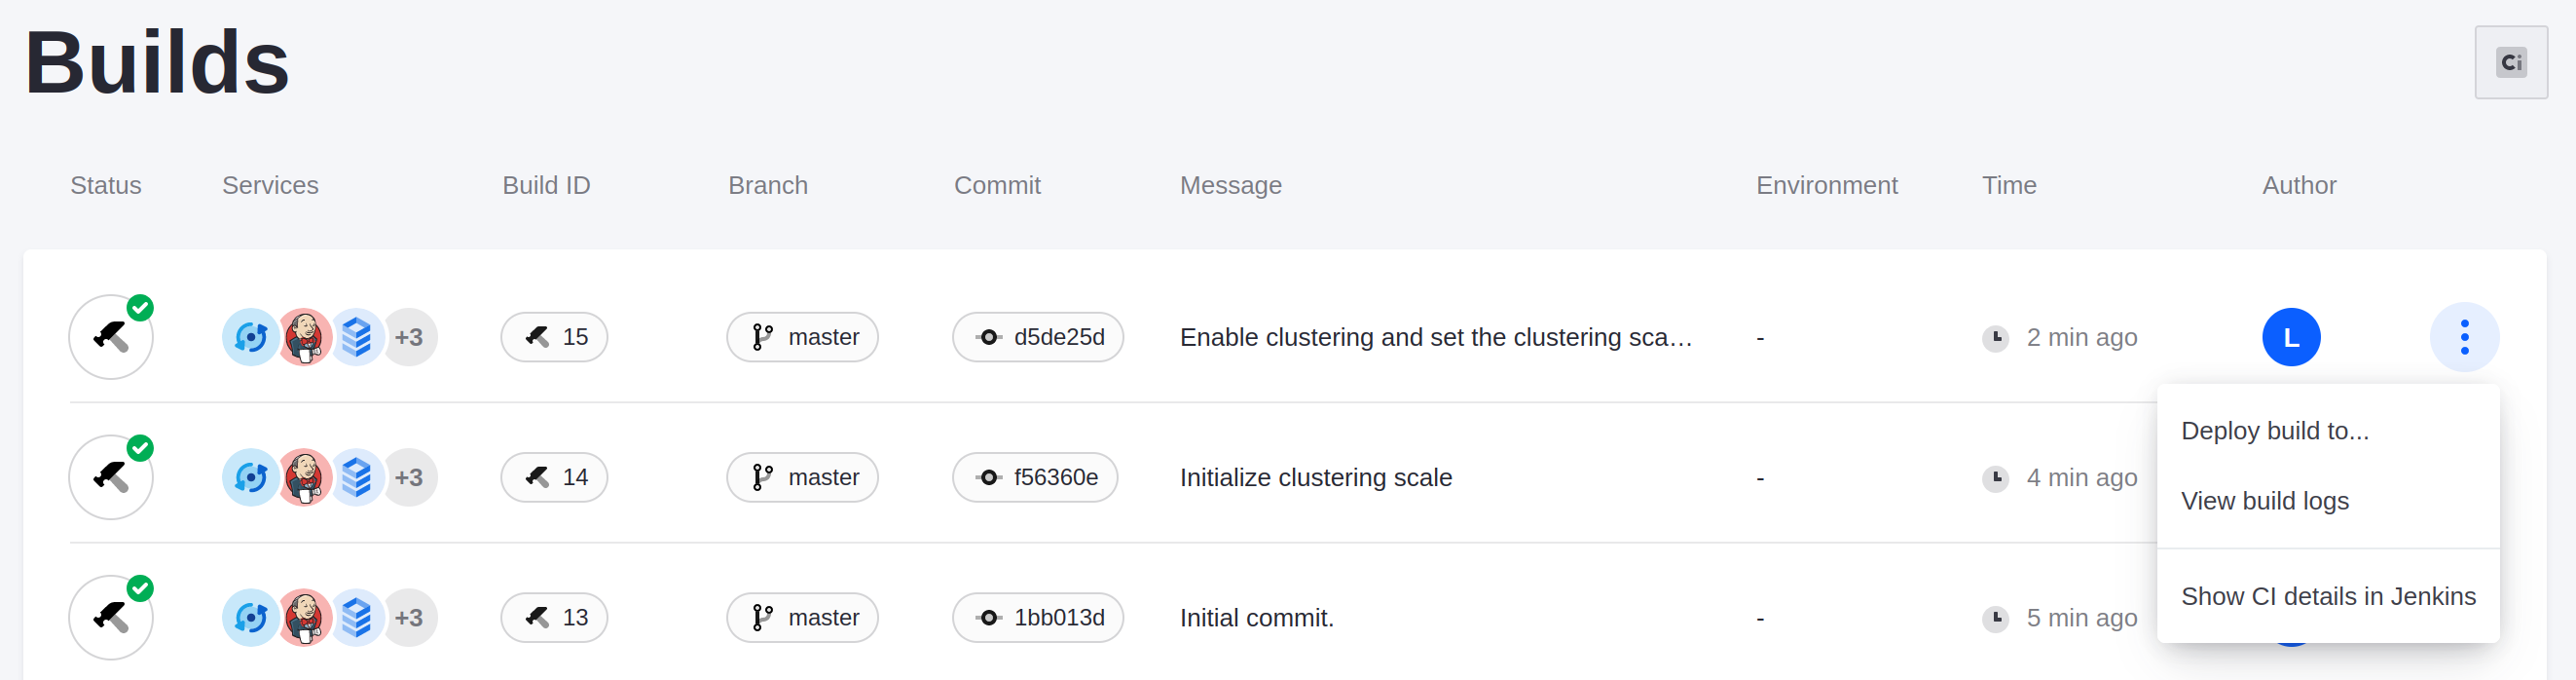 Builds
Ci
Status Services Build ID Branch Commit Message Environment Time Author
+3 15 master d5de25d Enable clustering and set the clustering sca… - 2 min ago L
Deploy build to...
+3 14 master f56360e Initialize clustering scale - 4 min ago
View build logs
Show CI details in Jenkins
+3 13 master 1bb013d Initial commit. - 5 min ago